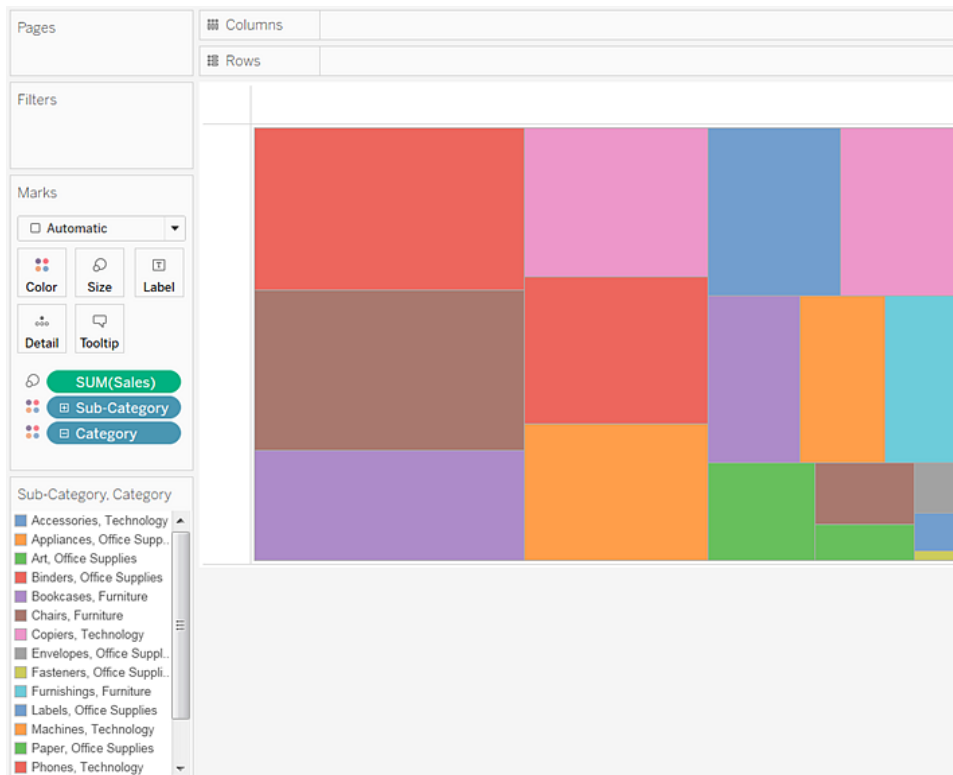 Pages
Columns
Rows
Filters
Marks
Automatic
Color Size Label
Detail Tooltip
SUM(Sales)
Sub-Category
Category
Sub-Category, Category
Accessories, Technology
Appliances, Office Supp..
Art, Office Supplies
Binders, Office Supplies
Bookcases, Furniture
Chairs, Furniture
Copiers, Technology
Envelopes, Office Suppl..
Fasteners, Office Suppli..
Furnishings, Furniture
Labels, Office Supplies
Machines, Technology
Paper, Office Supplies
Phones, Technology